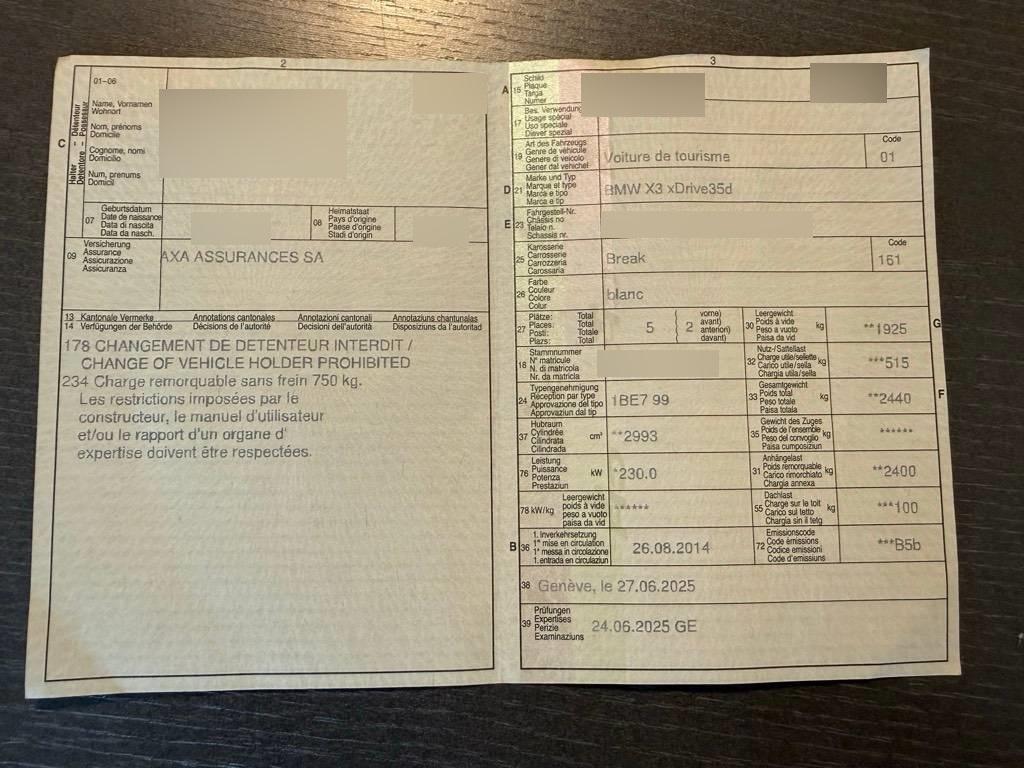 2
01–06
C
Halter – Détenteur
Detentore – Possessur
Name, Vornamen
Wohnort
Nom, prénoms
Domicile
Cognome, nomi
Domicilio
Num, prenums
Domicil
07
Geburtsdatum
Date de naissance
Data di nascita
Data da nasch.
08
Heimatstaat
Pays d'origine
Paese d'origine
Stadi d'origin
09
Versicherung
Assurance
Assicurazione
Assicuranza
AXA ASSURANCES SA
13 Kantonale Vermerke Annotations cantonales Annotazioni cantonali Annotaziuns chantunalas
14 Verfügungen der Behörde Décisions de l'autorité Decisioni dell'autorità Disposiziuns da l'autoritad
178 CHANGEMENT DE DETENTEUR INTERDIT /
CHANGE OF VEHICLE HOLDER PROHIBITED
234 Charge remorquable sans frein 750 kg.
Les restrictions imposées par le
constructeur, le manuel d'utilisateur
et/ou le rapport d'un organe d'
expertise doivent être respectées.
3
A 15
Schild
Plaque
Targa
Numer
17
Bes. Verwendung
Usage spécial
Uso speciale
Diever spezial
19
Art des Fahrzeugs
Genre de véhicule
Genere di veicolo
Gener dal vehichel
Voiture de tourisme
Code
01
D 21
Marke und Typ
Marque et type
Marca e tipo
Marca e tip
BMW X3 xDrive35d
E 23
Fahrgestell-Nr.
Châssis no
Telaio n.
Schassis nr.
25
Karosserie
Carrosserie
Carrozzeria
Carossaria
Break
Code
161
26
Farbe
Couleur
Colore
Colur
blanc
27
Plätze: Total
Places: Total
Posti: Totale
Plazs: Total
5
( 2 vorne)
( avant)
( anteriori)
( davant)
30
Leergewicht
Poids à vide kg
Peso a vuoto
Paisa da vid
**1925
G
18
Stammnummer
N° matricule
N. di matricola
Nr. da matricla
32
Nutz-/Sattellast
Charge utile/sellette
Carico utile/sella kg
Chargia utila/sella
***515
24
Typengenehmigung
Réception par type
Approvazione del tipo
Approvaziun dal tip
1BE7 99
33
Gesamtgewicht
Poids total kg
Peso totale
Paisa totala
**2440
F
37
Hubraum
Cylindrée cm³
Cilindrata
Cilindrada
**2993
35
Gewicht des Zuges
Poids de l'ensemble kg
Peso del convoglio
Paisa cumposiziun
******
76
Leistung
Puissance kW
Potenza
Prestaziun
*230.0
31
Anhängelast
Poids remorquable kg
Carico rimorchiato
Chargia annexa
**2400
78 kW/kg
Leergewicht
poids à vide
peso a vuoto
paisa da vid
******
55
Dachlast
Charge sur le toit kg
Carico sul tetto
Chargia sin il tetg
***100
B 36
1. Inverkehrsetzung
1re mise en circulation
1a messa in circolazione
1. entrada en circulaziun
26.08.2014
72
Emissionscode
Code émissions
Codice emissioni
Code d'emissiuns
***B5b
38 Genève, le 27.06.2025
39
Prüfungen
Expertises
Perizie
Examinaziuns
24.06.2025 GE